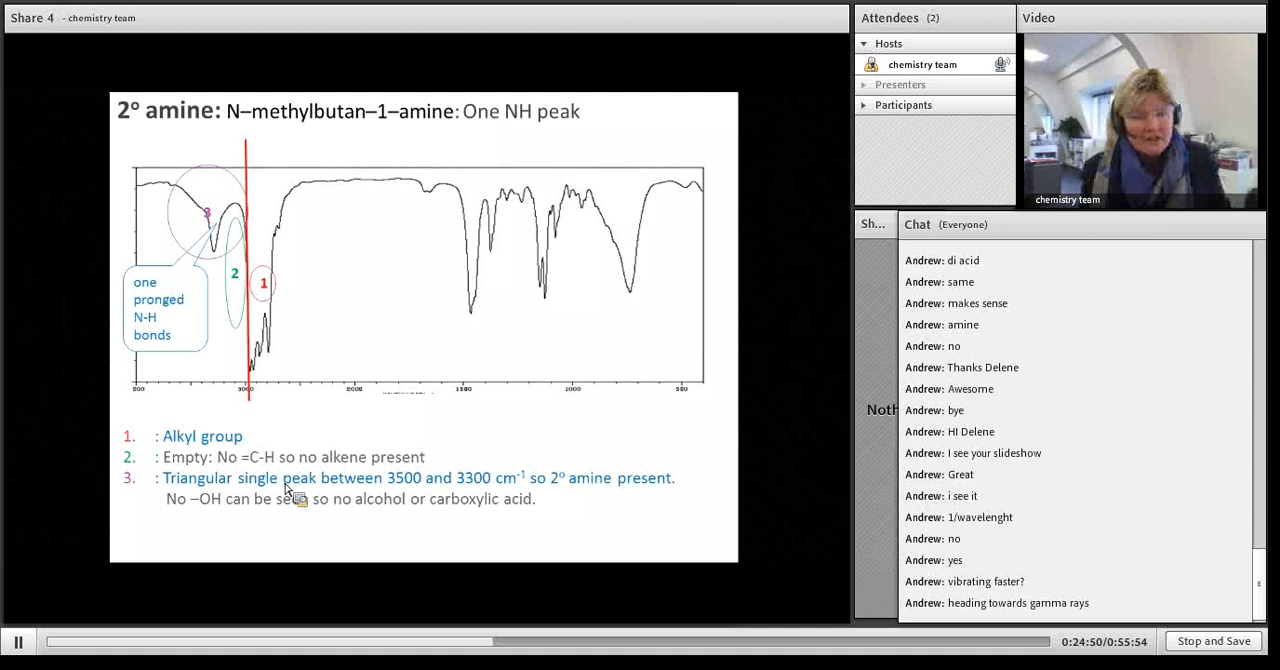 Share 4 - chemistry team
2º amine: N–methylbutan–1–amine: One NH peak
3
2
1
one
pronged
N-H
bonds
3000
2000
1500
1000
500
1. : Alkyl group
2. : Empty: No =C-H so no alkene present
3. : Triangular single peak between 3500 and 3300 cm⁻¹ so 2º amine present.
No –OH can be seen so no alcohol or carboxylic acid.
Attendees (2)
Hosts
chemistry team
Presenters
Participants
Video
chemistry team
Sh...
Noth
Chat (Everyone)
Andrew: di acid
Andrew: same
Andrew: makes sense
Andrew: amine
Andrew: no
Andrew: Thanks Delene
Andrew: Awesome
Andrew: bye
Andrew: HI Delene
Andrew: I see your slideshow
Andrew: Great
Andrew: i see it
Andrew: 1/wavelenght
Andrew: no
Andrew: yes
Andrew: vibrating faster?
Andrew: heading towards gamma rays
0:24:50/0:55:54
Stop and Save